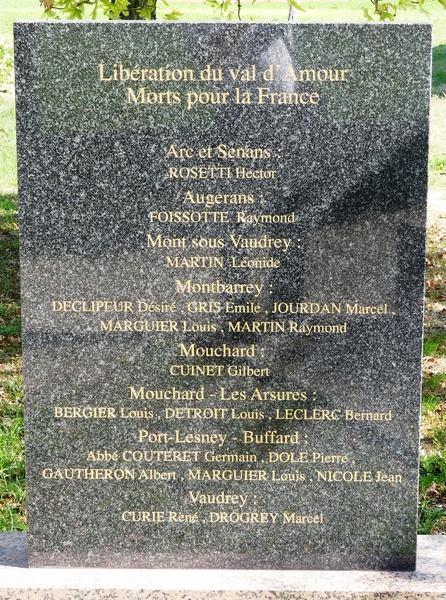 Libération du val d'Amour
Morts pour la France
Arc et Senans :
ROSETTI Hector
Augerans :
FOISSOTTE Raymond
Mont sous Vaudrey :
MARTIN Léonide
Montbarrey :
DECLIPEUR Désiré , GRIS Emile , JOURDAN Marcel ,
MARGUIER Louis , MARTIN Raymond
Mouchard :
CUINET Gilbert
Mouchard - Les Arsures :
BERGIER Louis , DETROIT Louis , LECLERC Bernard
Port-Lesney - Buffard :
Abbé COUTERET Germain , DOLE Pierre ,
GAUTHERON Albert , MARGUIER Louis , NICOLE Jean
Vaudrey :
CURIE René , DROGREY Marcel